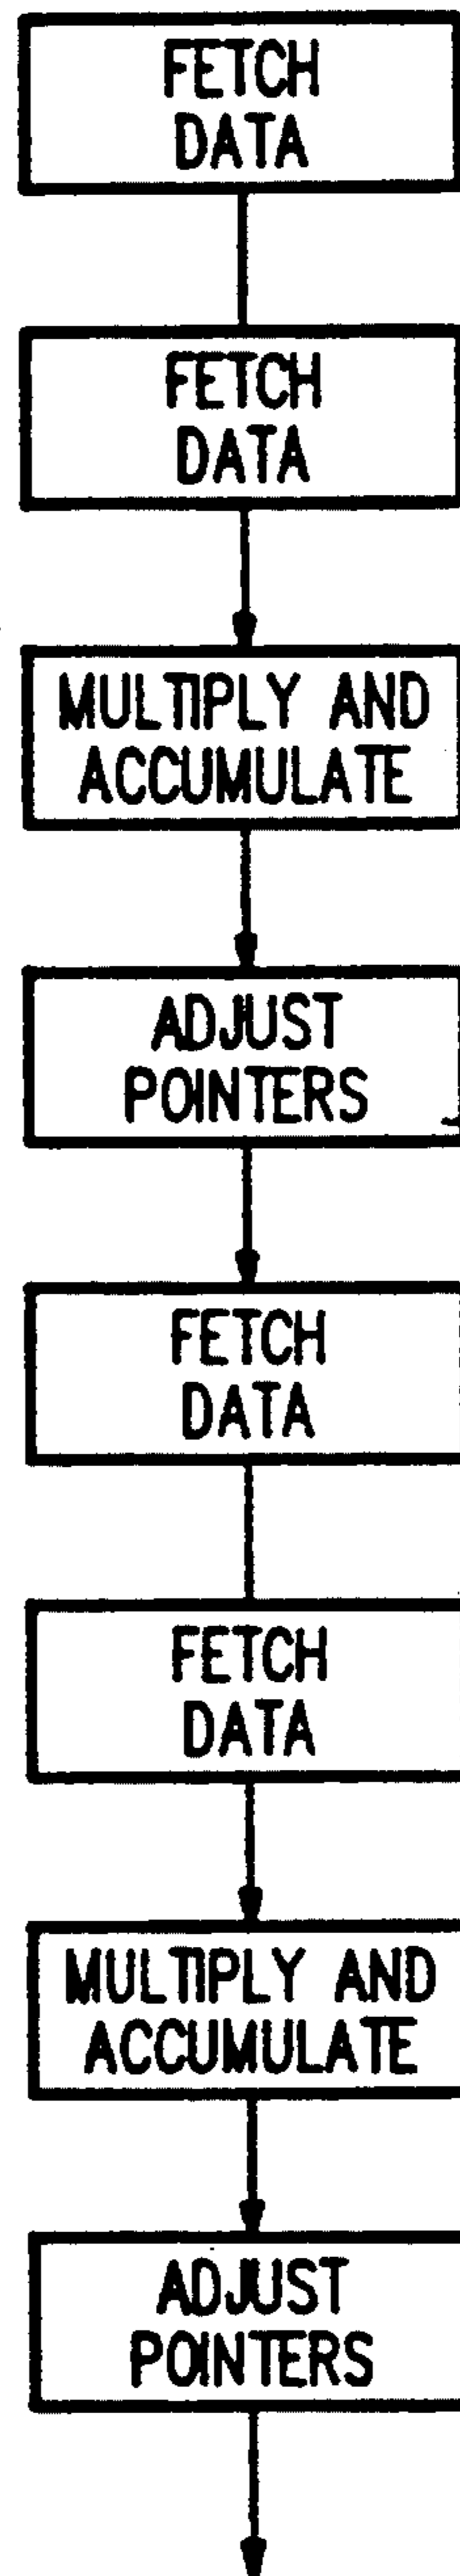 FETCH
DATA
FETCH
DATA
MULTIPLY AND
ACCUMULATE
ADJUST
POINTERS
FETCH
DATA
FETCH
DATA
MULTIPLY AND
ACCUMULATE
ADJUST
POINTERS